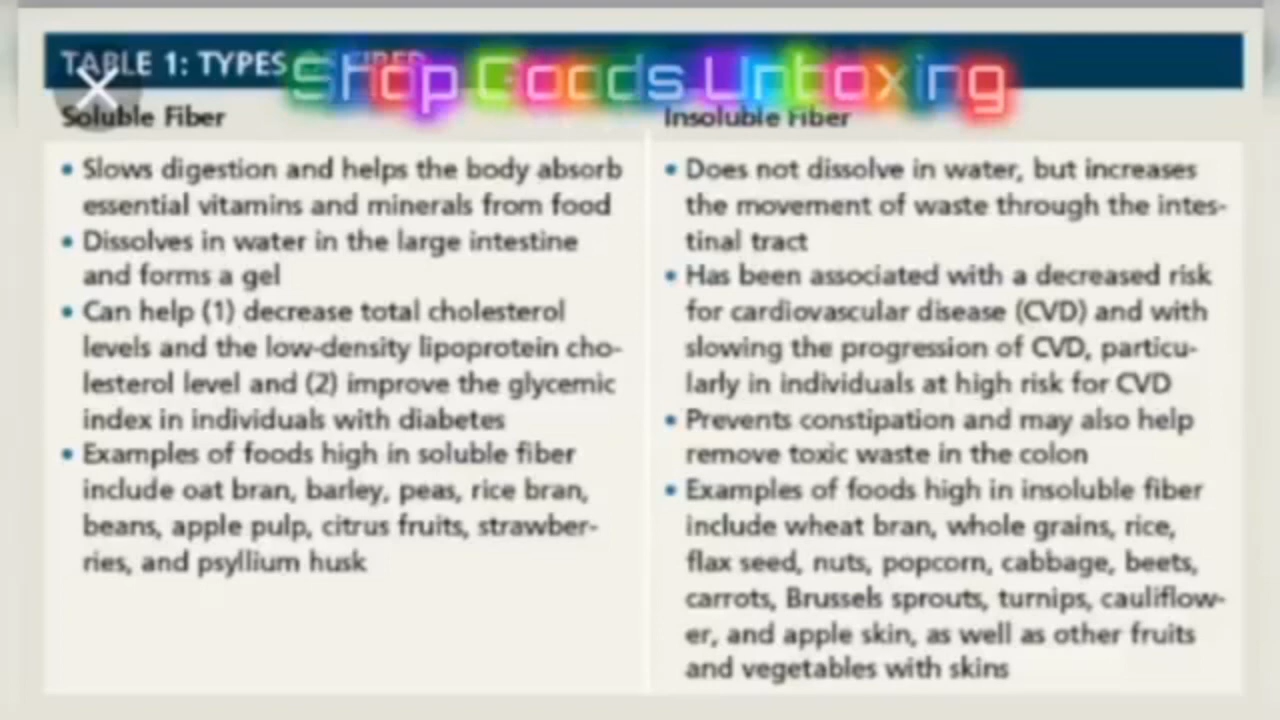 TABLE 1: TYPES OF FIBER
Shop Goods Unboxing
Soluble Fiber
• Slows digestion and helps the body absorb
essential vitamins and minerals from food
• Dissolves in water in the large intestine
and forms a gel
• Can help (1) decrease total cholesterol
levels and the low-density lipoprotein cho-
lesterol level and (2) improve the glycemic
index in individuals with diabetes
• Examples of foods high in soluble fiber
include oat bran, barley, peas, rice bran,
beans, apple pulp, citrus fruits, strawber-
ries, and psyllium husk
Insoluble Fiber
• Does not dissolve in water, but increases
the movement of waste through the intes-
tinal tract
• Has been associated with a decreased risk
for cardiovascular disease (CVD) and with
slowing the progression of CVD, particu-
larly in individuals at high risk for CVD
• Prevents constipation and may also help
remove toxic waste in the colon
• Examples of foods high in insoluble fiber
include wheat bran, whole grains, rice,
flax seed, nuts, popcorn, cabbage, beets,
carrots, Brussels sprouts, turnips, cauliflow-
er, and apple skin, as well as other fruits
and vegetables with skins